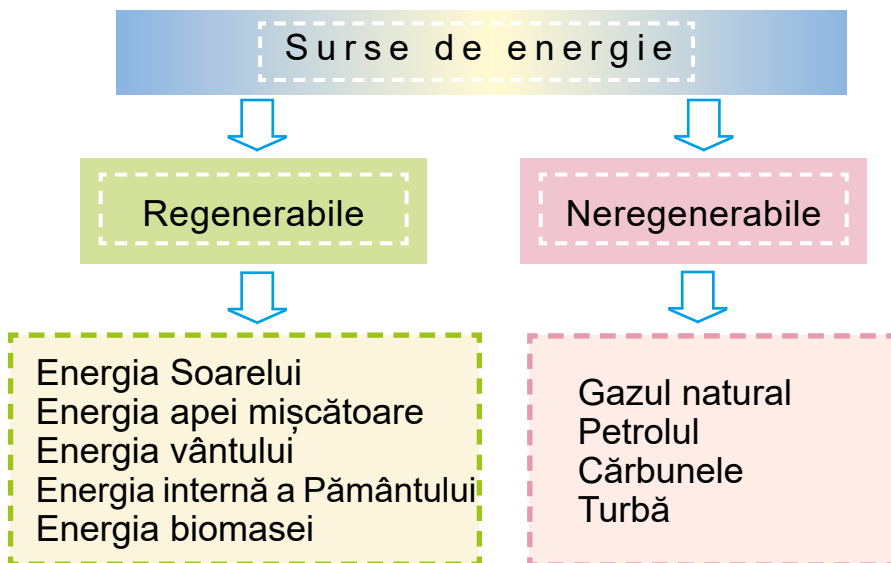 Surse de energie
Regenerabile
Neregenerabile
Energia Soarelui
Energia apei mișcătoare
Energia vântului
Energia internă a Pământului
Energia biomasei
Gazul natural
Petrolul
Cărbunele
Turbă